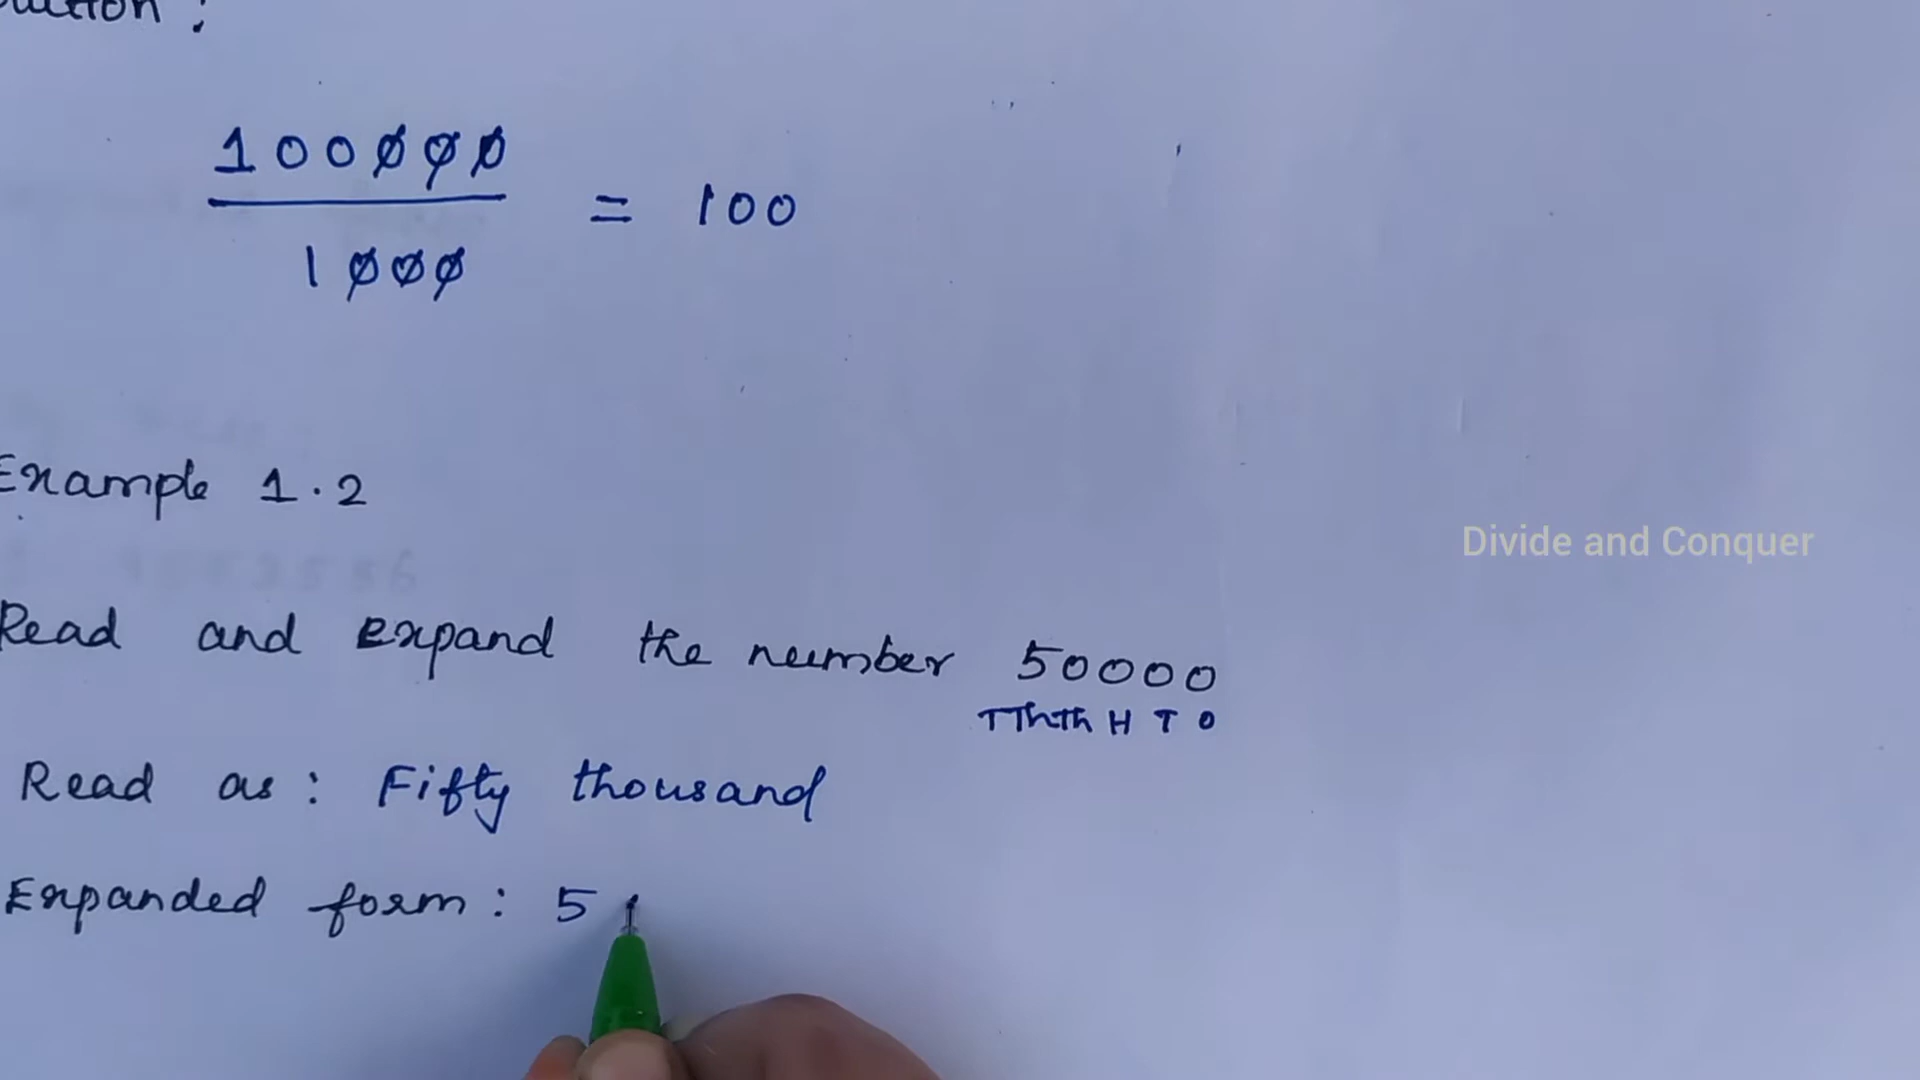 100000
1000
= 100
Example 1.2
Divide and Conquer
Read and expand the number 50000
TTh Th H T O
Read as : Fifty thousand
Expanded form : 5